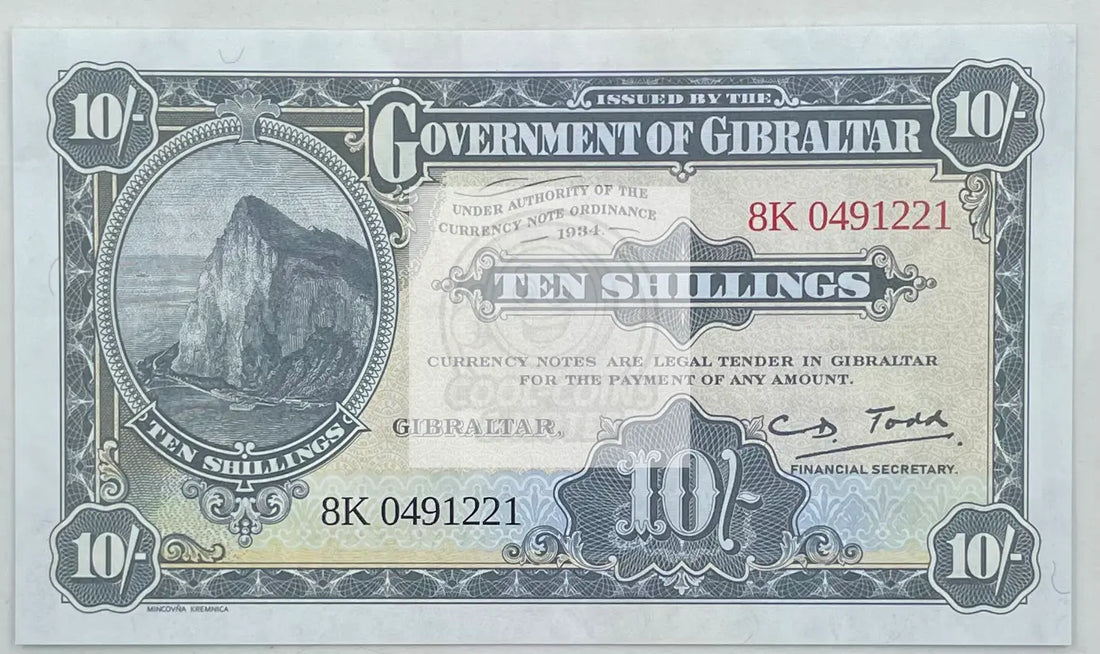 10/-
ISSUED BY THE
GOVERNMENT OF GIBRALTAR
10/-
UNDER AUTHORITY OF THE
CURRENCY NOTE ORDINANCE
1934.
8K 0491221
TEN SHILLINGS
CURRENCY NOTES ARE LEGAL TENDER IN GIBRALTAR
FOR THE PAYMENT OF ANY AMOUNT.
GIBRALTAR,
C D. Todd.
FINANCIAL SECRETARY.
TEN SHILLINGS
8K 0491221
10/-
10/-
10/-
MINCOVŇA KREMNICA